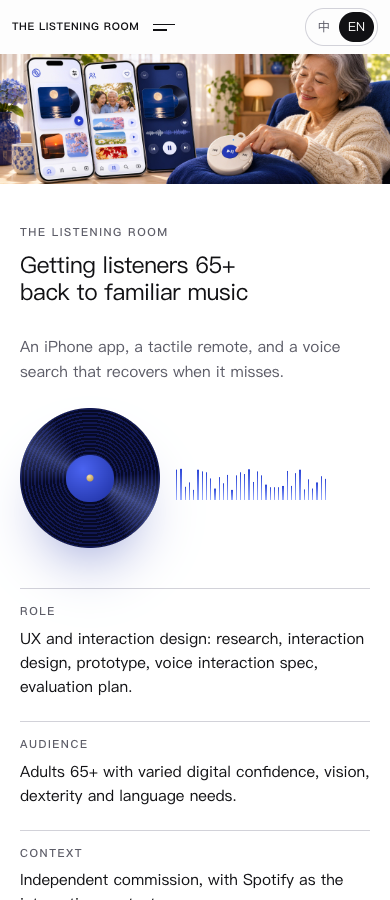 THE LISTENING ROOM
中 EN
THE LISTENING ROOM
Getting listeners 65+
back to familiar music
An iPhone app, a tactile remote, and a voice
search that recovers when it misses.
ROLE
UX and interaction design: research, interaction
design, prototype, voice interaction spec,
evaluation plan.
AUDIENCE
Adults 65+ with varied digital confidence, vision,
dexterity and language needs.
CONTEXT
Independent commission, with Spotify as the